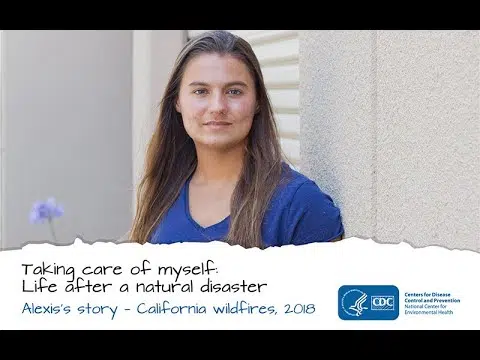 Taking care of myself:
Life after a natural disaster
Alexis's story - California wildfires, 2018
CDC
Centers for Disease
Control and Prevention
National Center for
Environmental Health